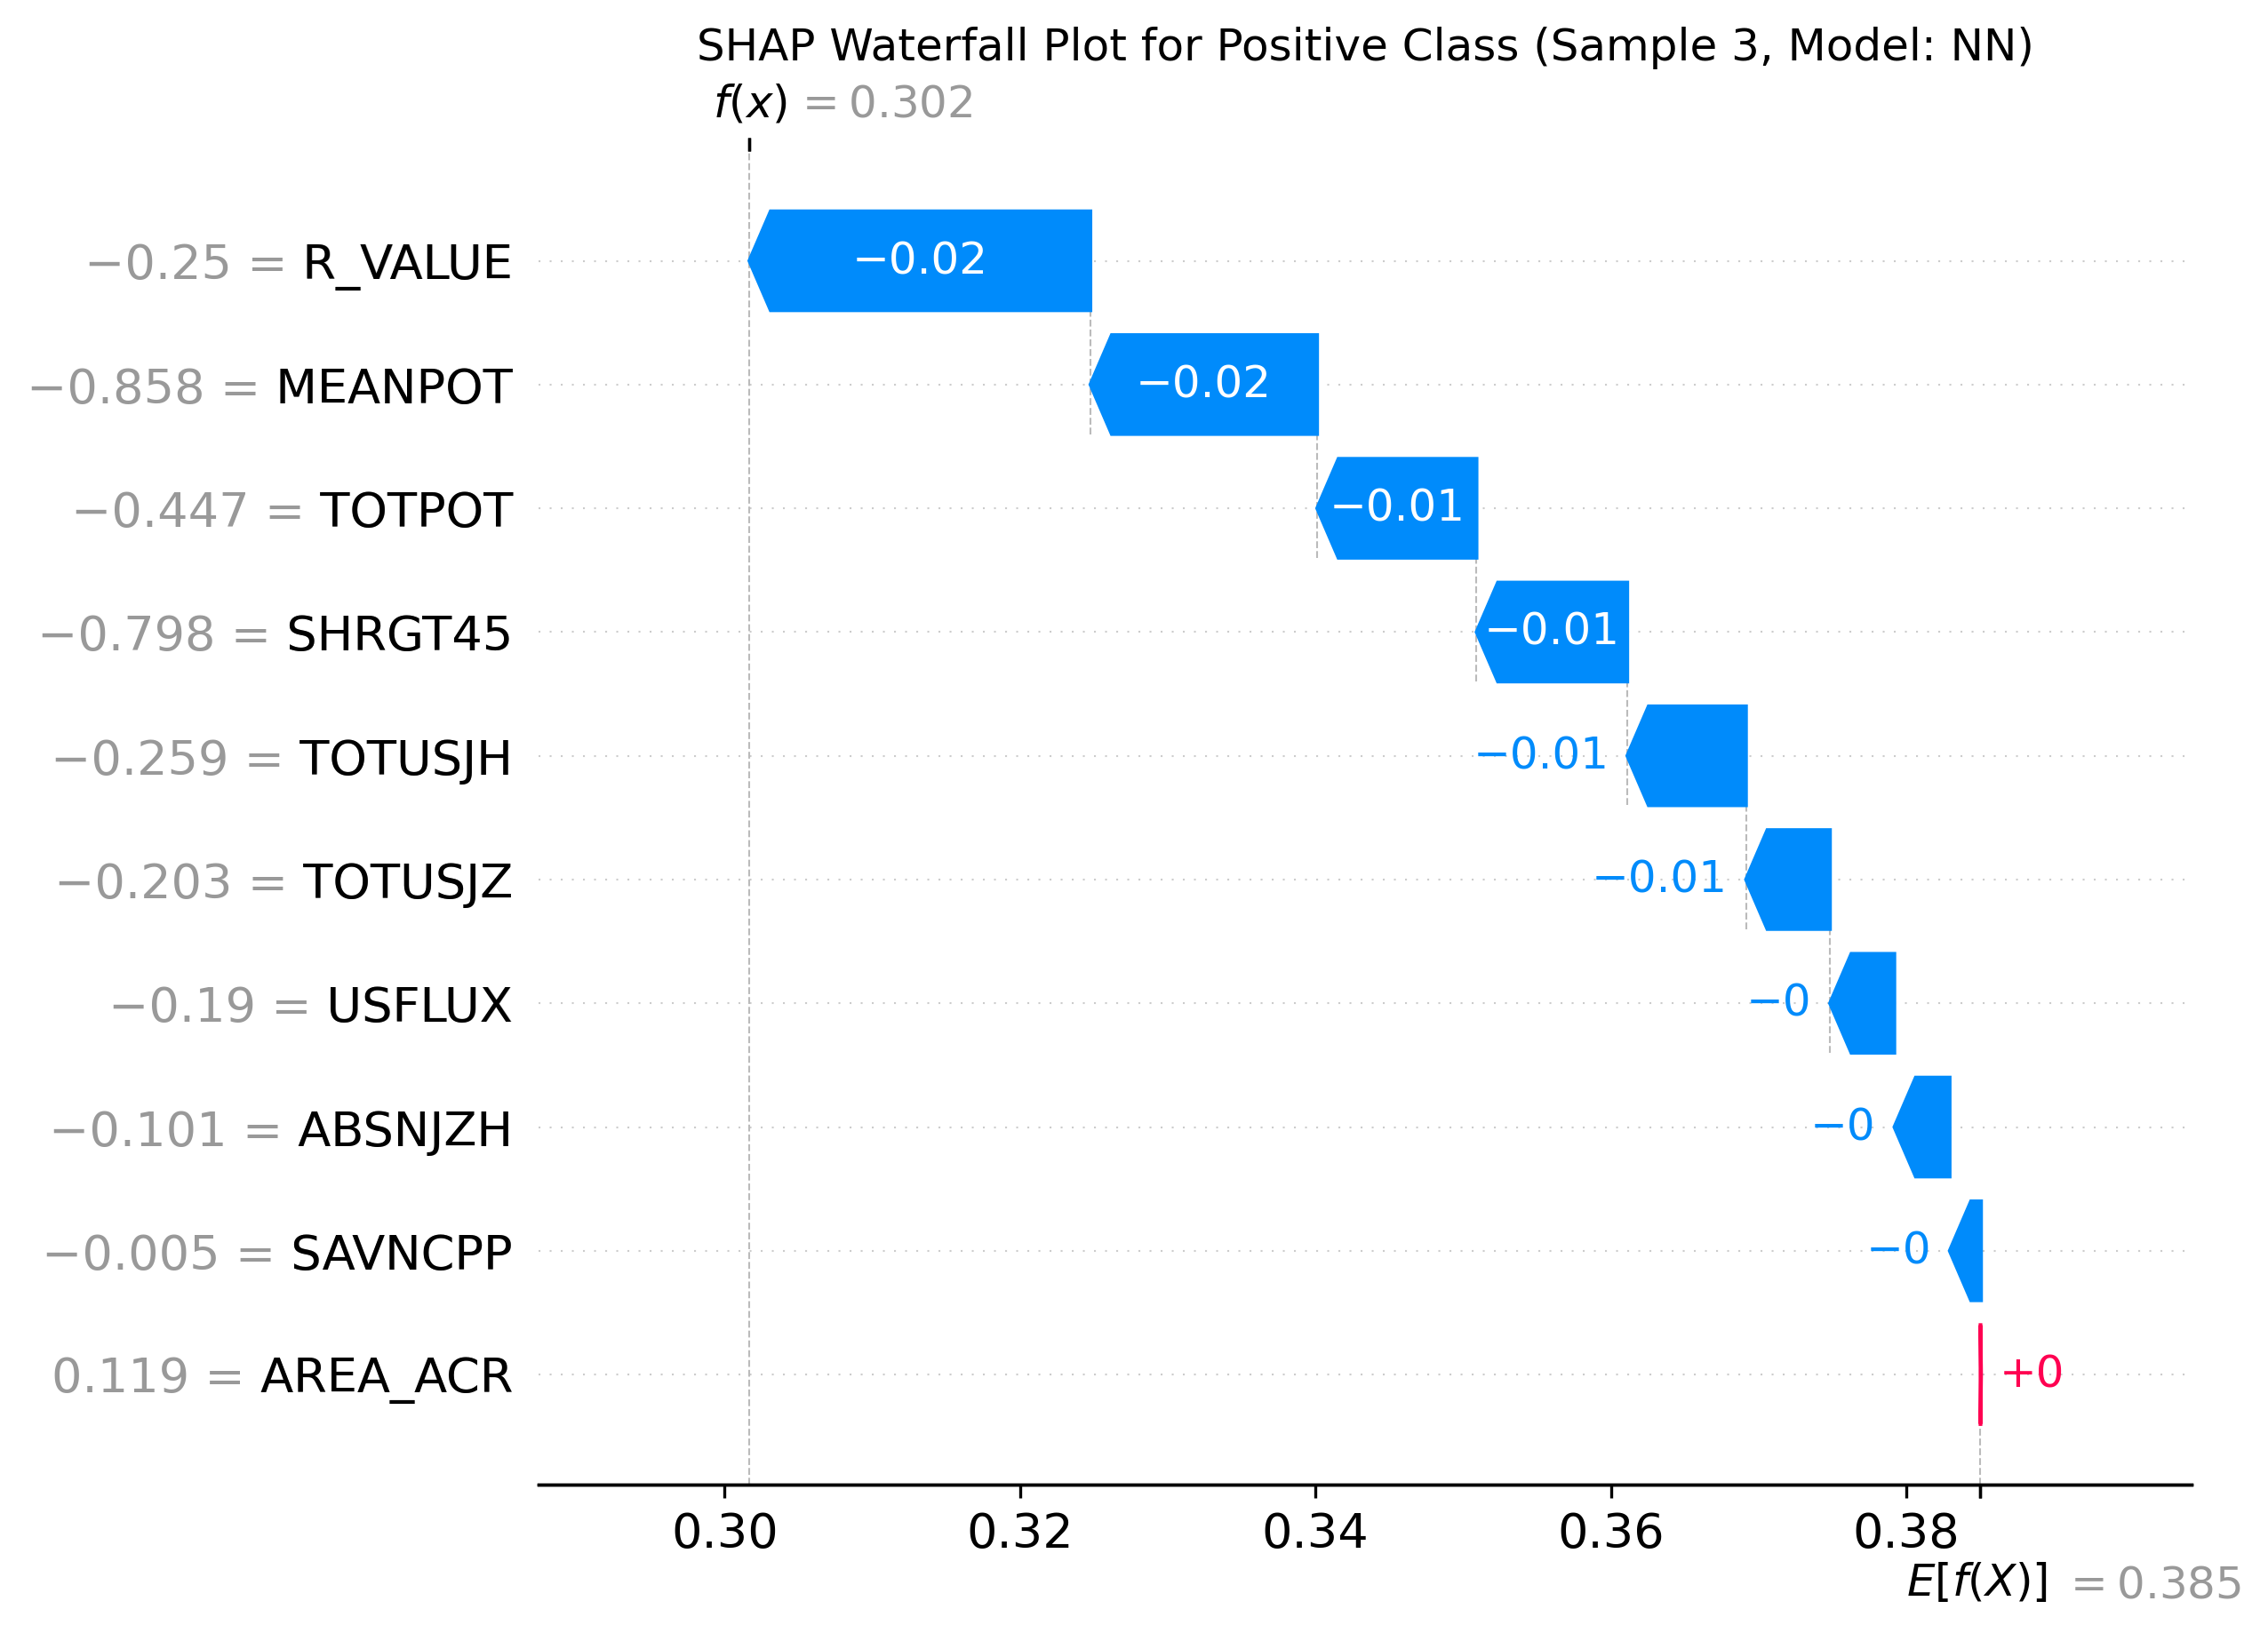 SHAP Waterfall Plot for Positive Class (Sample 3, Model: NN)
f(x) = 0.302
−0.25 = R_VALUE −0.02
−0.858 = MEANPOT −0.02
−0.447 = TOTPOT −0.01
−0.798 = SHRGT45 −0.01
−0.259 = TOTUSJH −0.01
−0.203 = TOTUSJZ −0.01
−0.19 = USFLUX −0
−0.101 = ABSNJZH −0
−0.005 = SAVNCPP −0
0.119 = AREA_ACR +0
0.30 0.32 0.34 0.36 0.38
E[f(X)] = 0.385